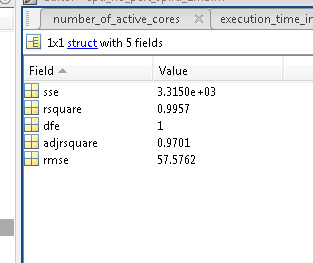 number_of_active_cores × execution_time_in
1x1 struct with 5 fields
Field Value
sse 3.3150e+03
rsquare 0.9957
dfe 1
adjrsquare 0.9701
rmse 57.5762